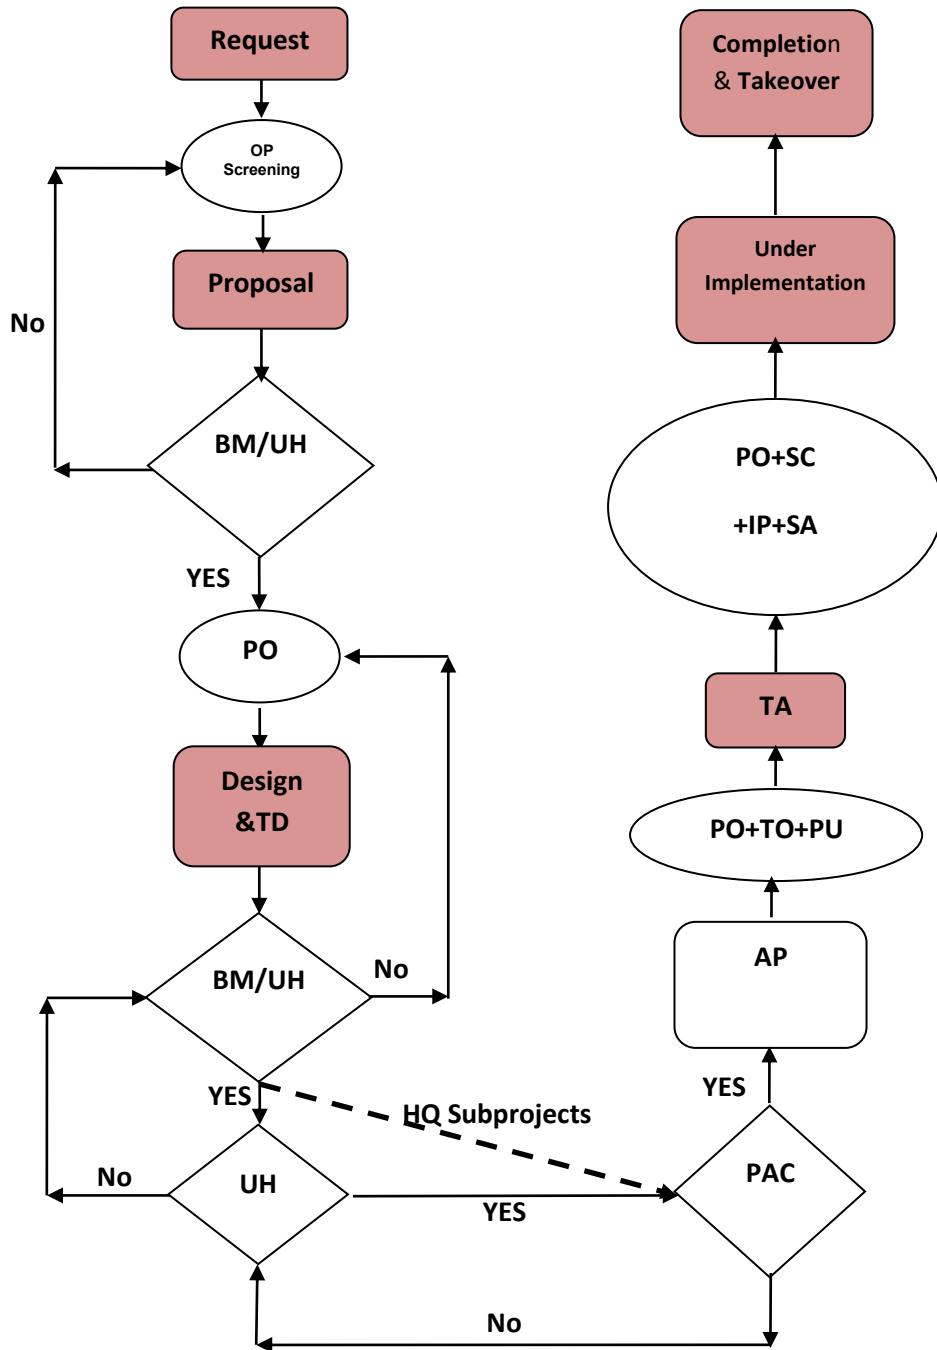 Request
OP
Screening
Proposal
No
BM/UH
YES
PO
Design
&TD
BM/UH
No
YES
HQ Subprojects
UH
No
YES
PAC
No
YES
AP
PO+TO+PU
TA
PO+SC
+IP+SA
Under
Implementation
Completion
& Takeover